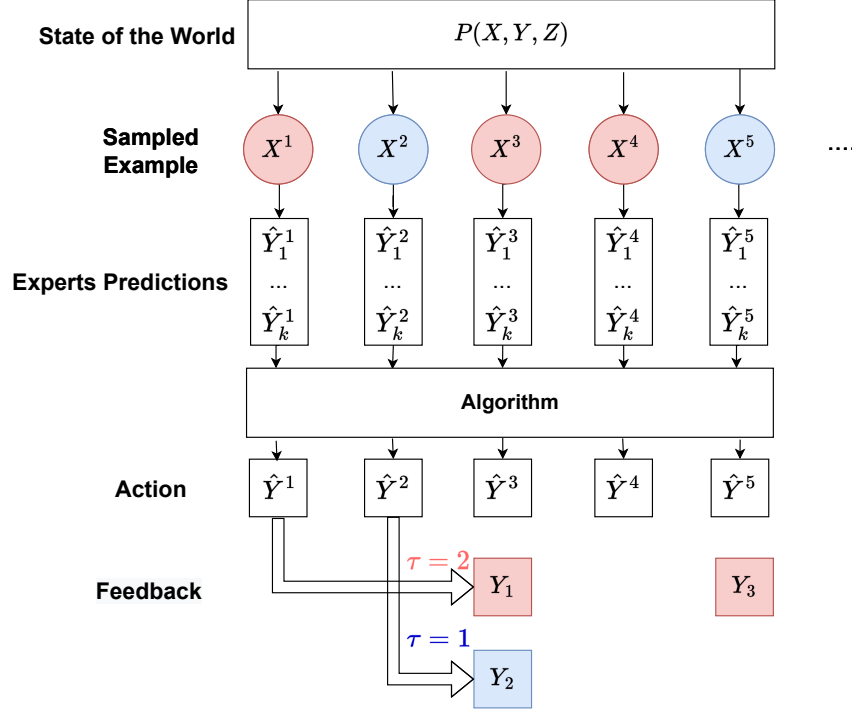 State of the World
P(X, Y, Z)
Sampled
Example
X^1 X^2 X^3 X^4 X^5 ....
Experts Predictions
Ŷ_1^1 Ŷ_1^2 Ŷ_1^3 Ŷ_1^4 Ŷ_1^5
... ... ... ... ...
Ŷ_k^1 Ŷ_k^2 Ŷ_k^3 Ŷ_k^4 Ŷ_k^5
Algorithm
Action
Ŷ^1 Ŷ^2 Ŷ^3 Ŷ^4 Ŷ^5
τ = 2
Feedback
Y_1 Y_3
τ = 1
Y_2